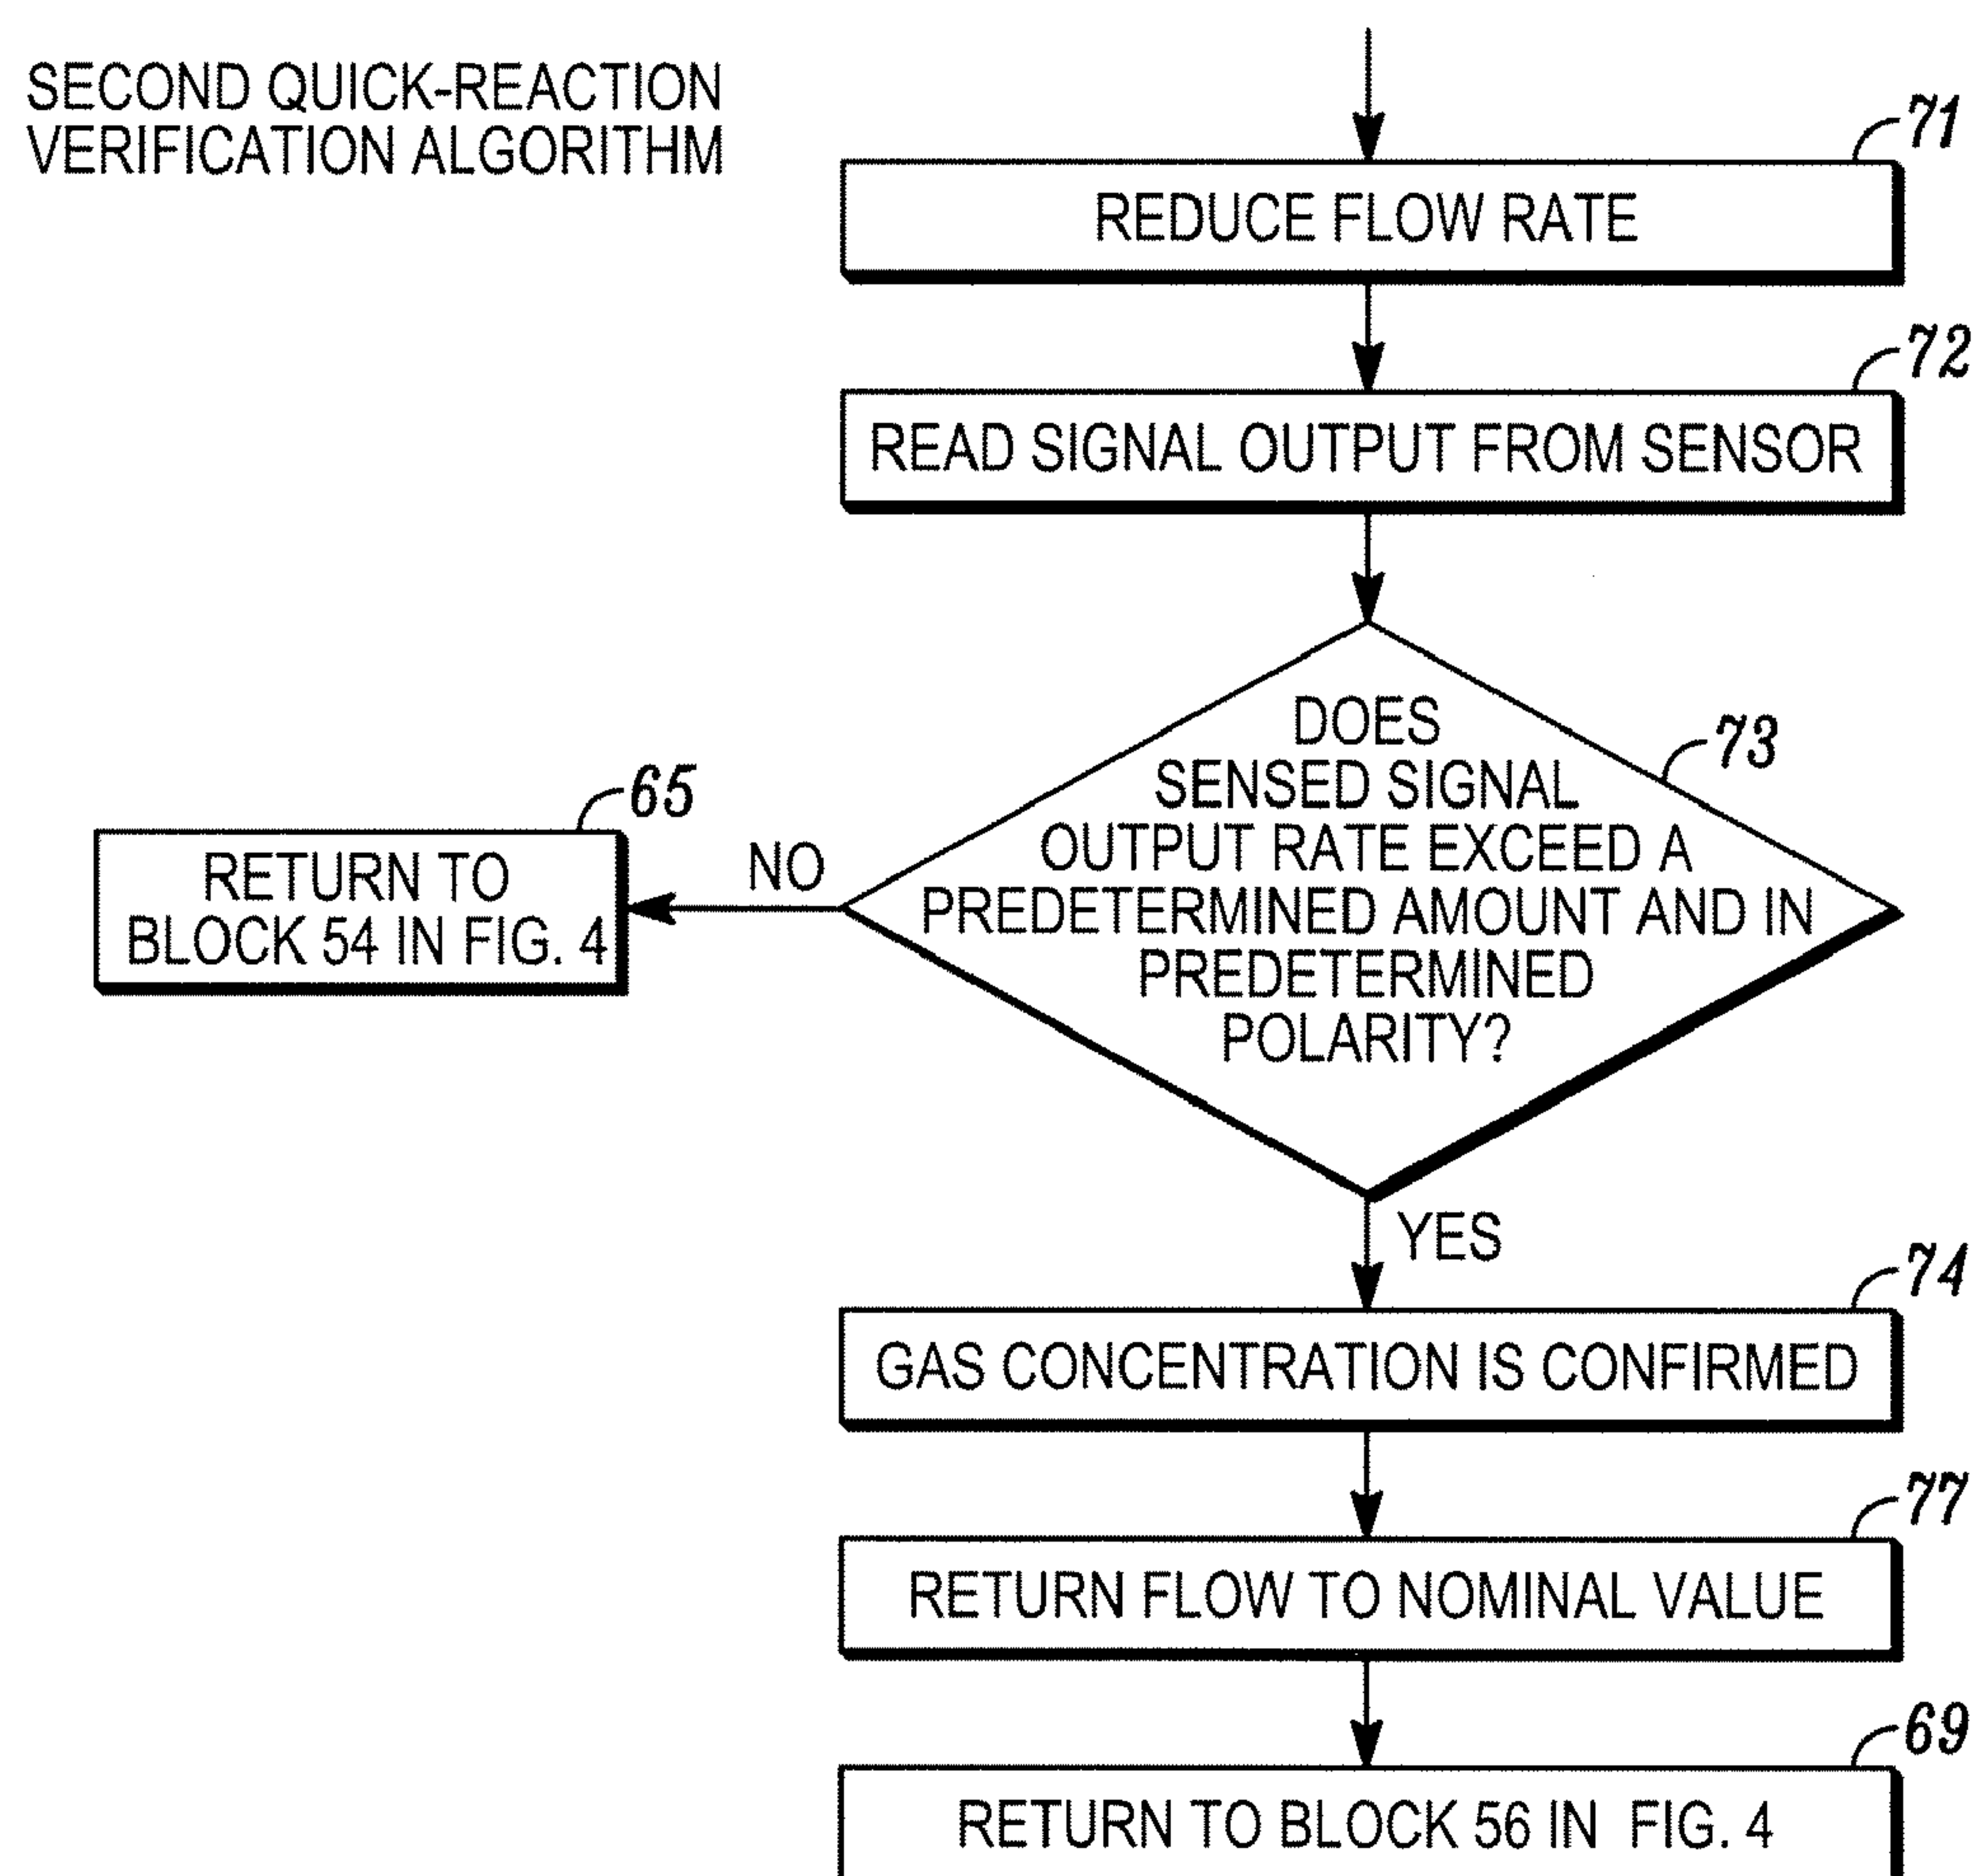 SECOND QUICK-REACTION
VERIFICATION ALGORITHM
71
REDUCE FLOW RATE
72
READ SIGNAL OUTPUT FROM SENSOR
73
DOES
SENSED SIGNAL
OUTPUT RATE EXCEED A
PREDETERMINED AMOUNT AND IN
PREDETERMINED
POLARITY?
65
RETURN TO
BLOCK 54 IN FIG. 4
NO
YES
74
GAS CONCENTRATION IS CONFIRMED
77
RETURN FLOW TO NOMINAL VALUE
69
RETURN TO BLOCK 56 IN FIG. 4